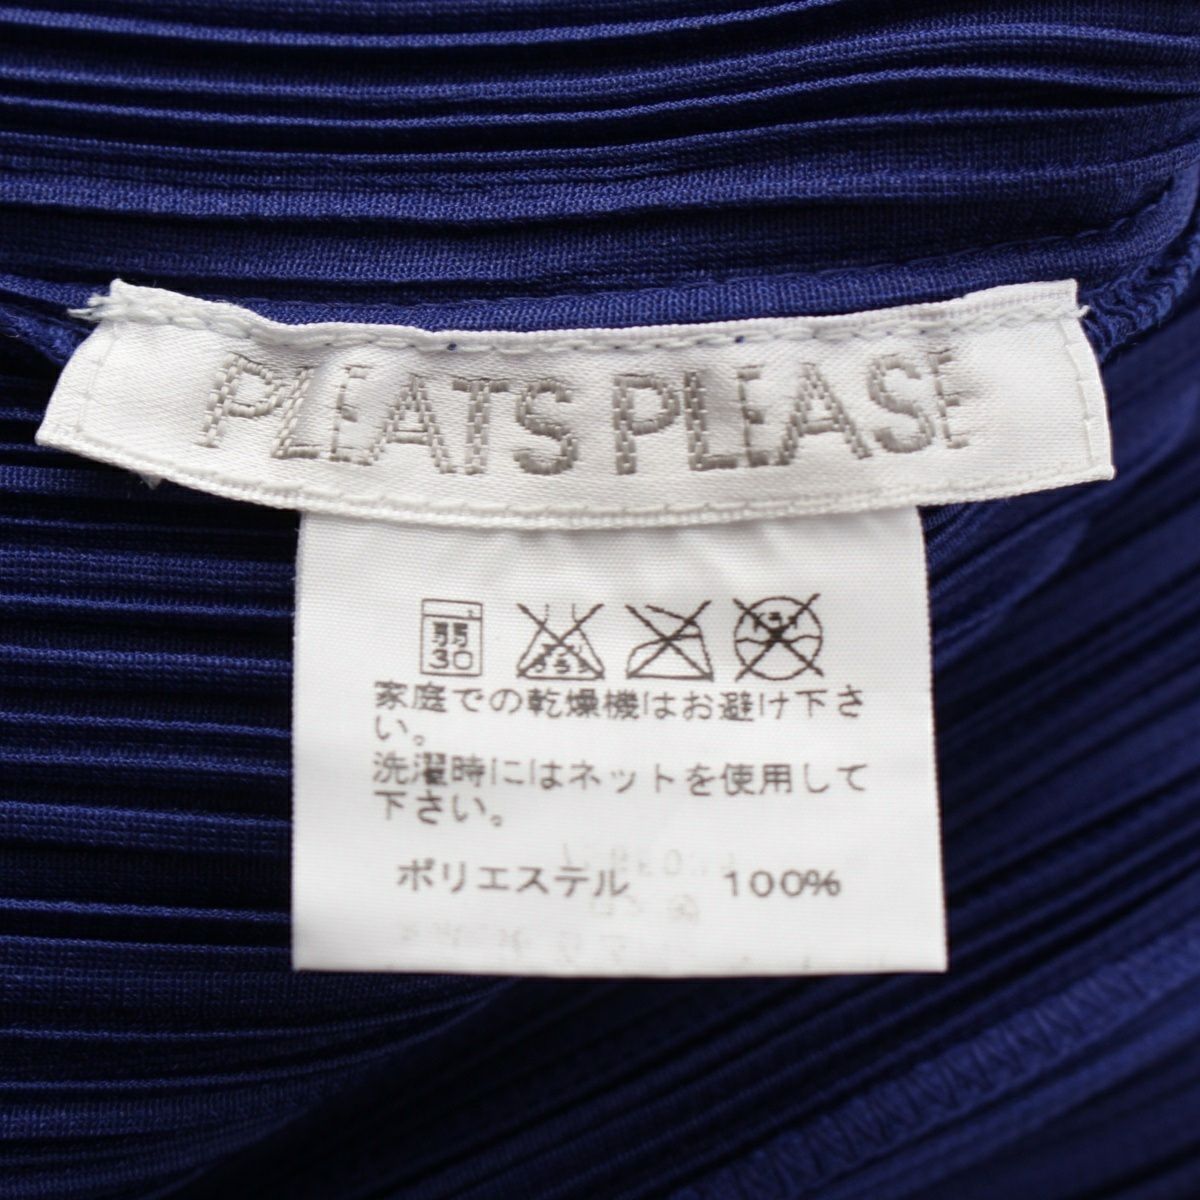 PLEATS PLEASE
弱
30
家庭での乾燥機はお避け下さ
い。
洗濯時にはネットを使用して
下さい。
ポリエステル 100%